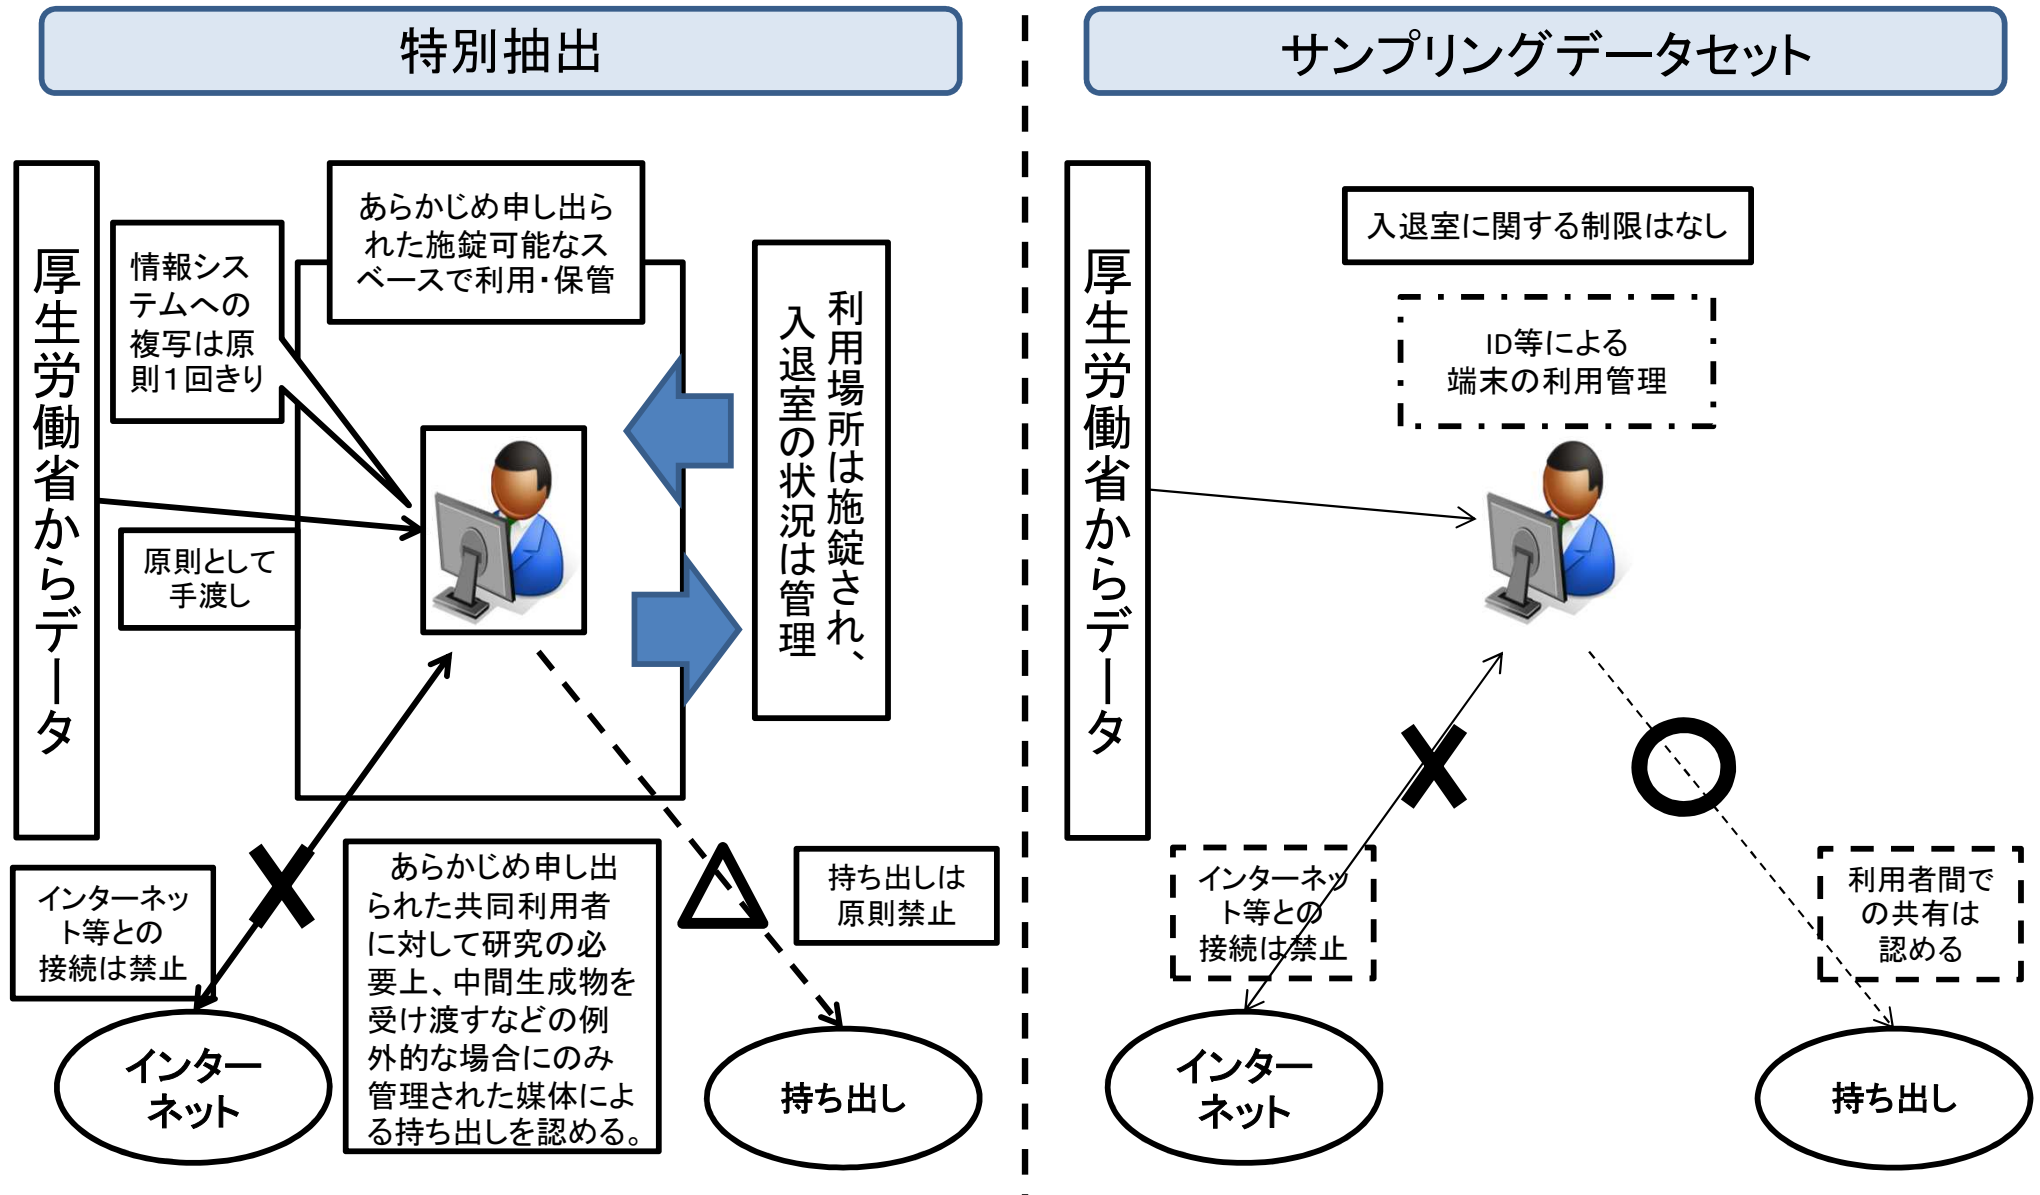 特別抽出
厚生労働省からデータ
情報シス
テムへの
複写は原
則１回きり
あらかじめ申し出ら
れた施錠可能なス
ペースで利用・保管
利用場所は施錠され、
入退室の状況は管理
原則として
手渡し
インターネッ
ト等との
接続は禁止
あらかじめ申し出
られた共同利用者
に対して研究の必
要上、中間生成物を
受け渡すなどの例
外的な場合にのみ
管理された媒体によ
る持ち出しを認める。
持ち出しは
原則禁止
インター
ネット
持ち出し
サンプリングデータセット
厚生労働省からデータ
入退室に関する制限はなし
ID等による
端末の利用管理
インターネッ
ト等との
接続は禁止
利用者間で
の共有は
認める
インター
ネット
持ち出し